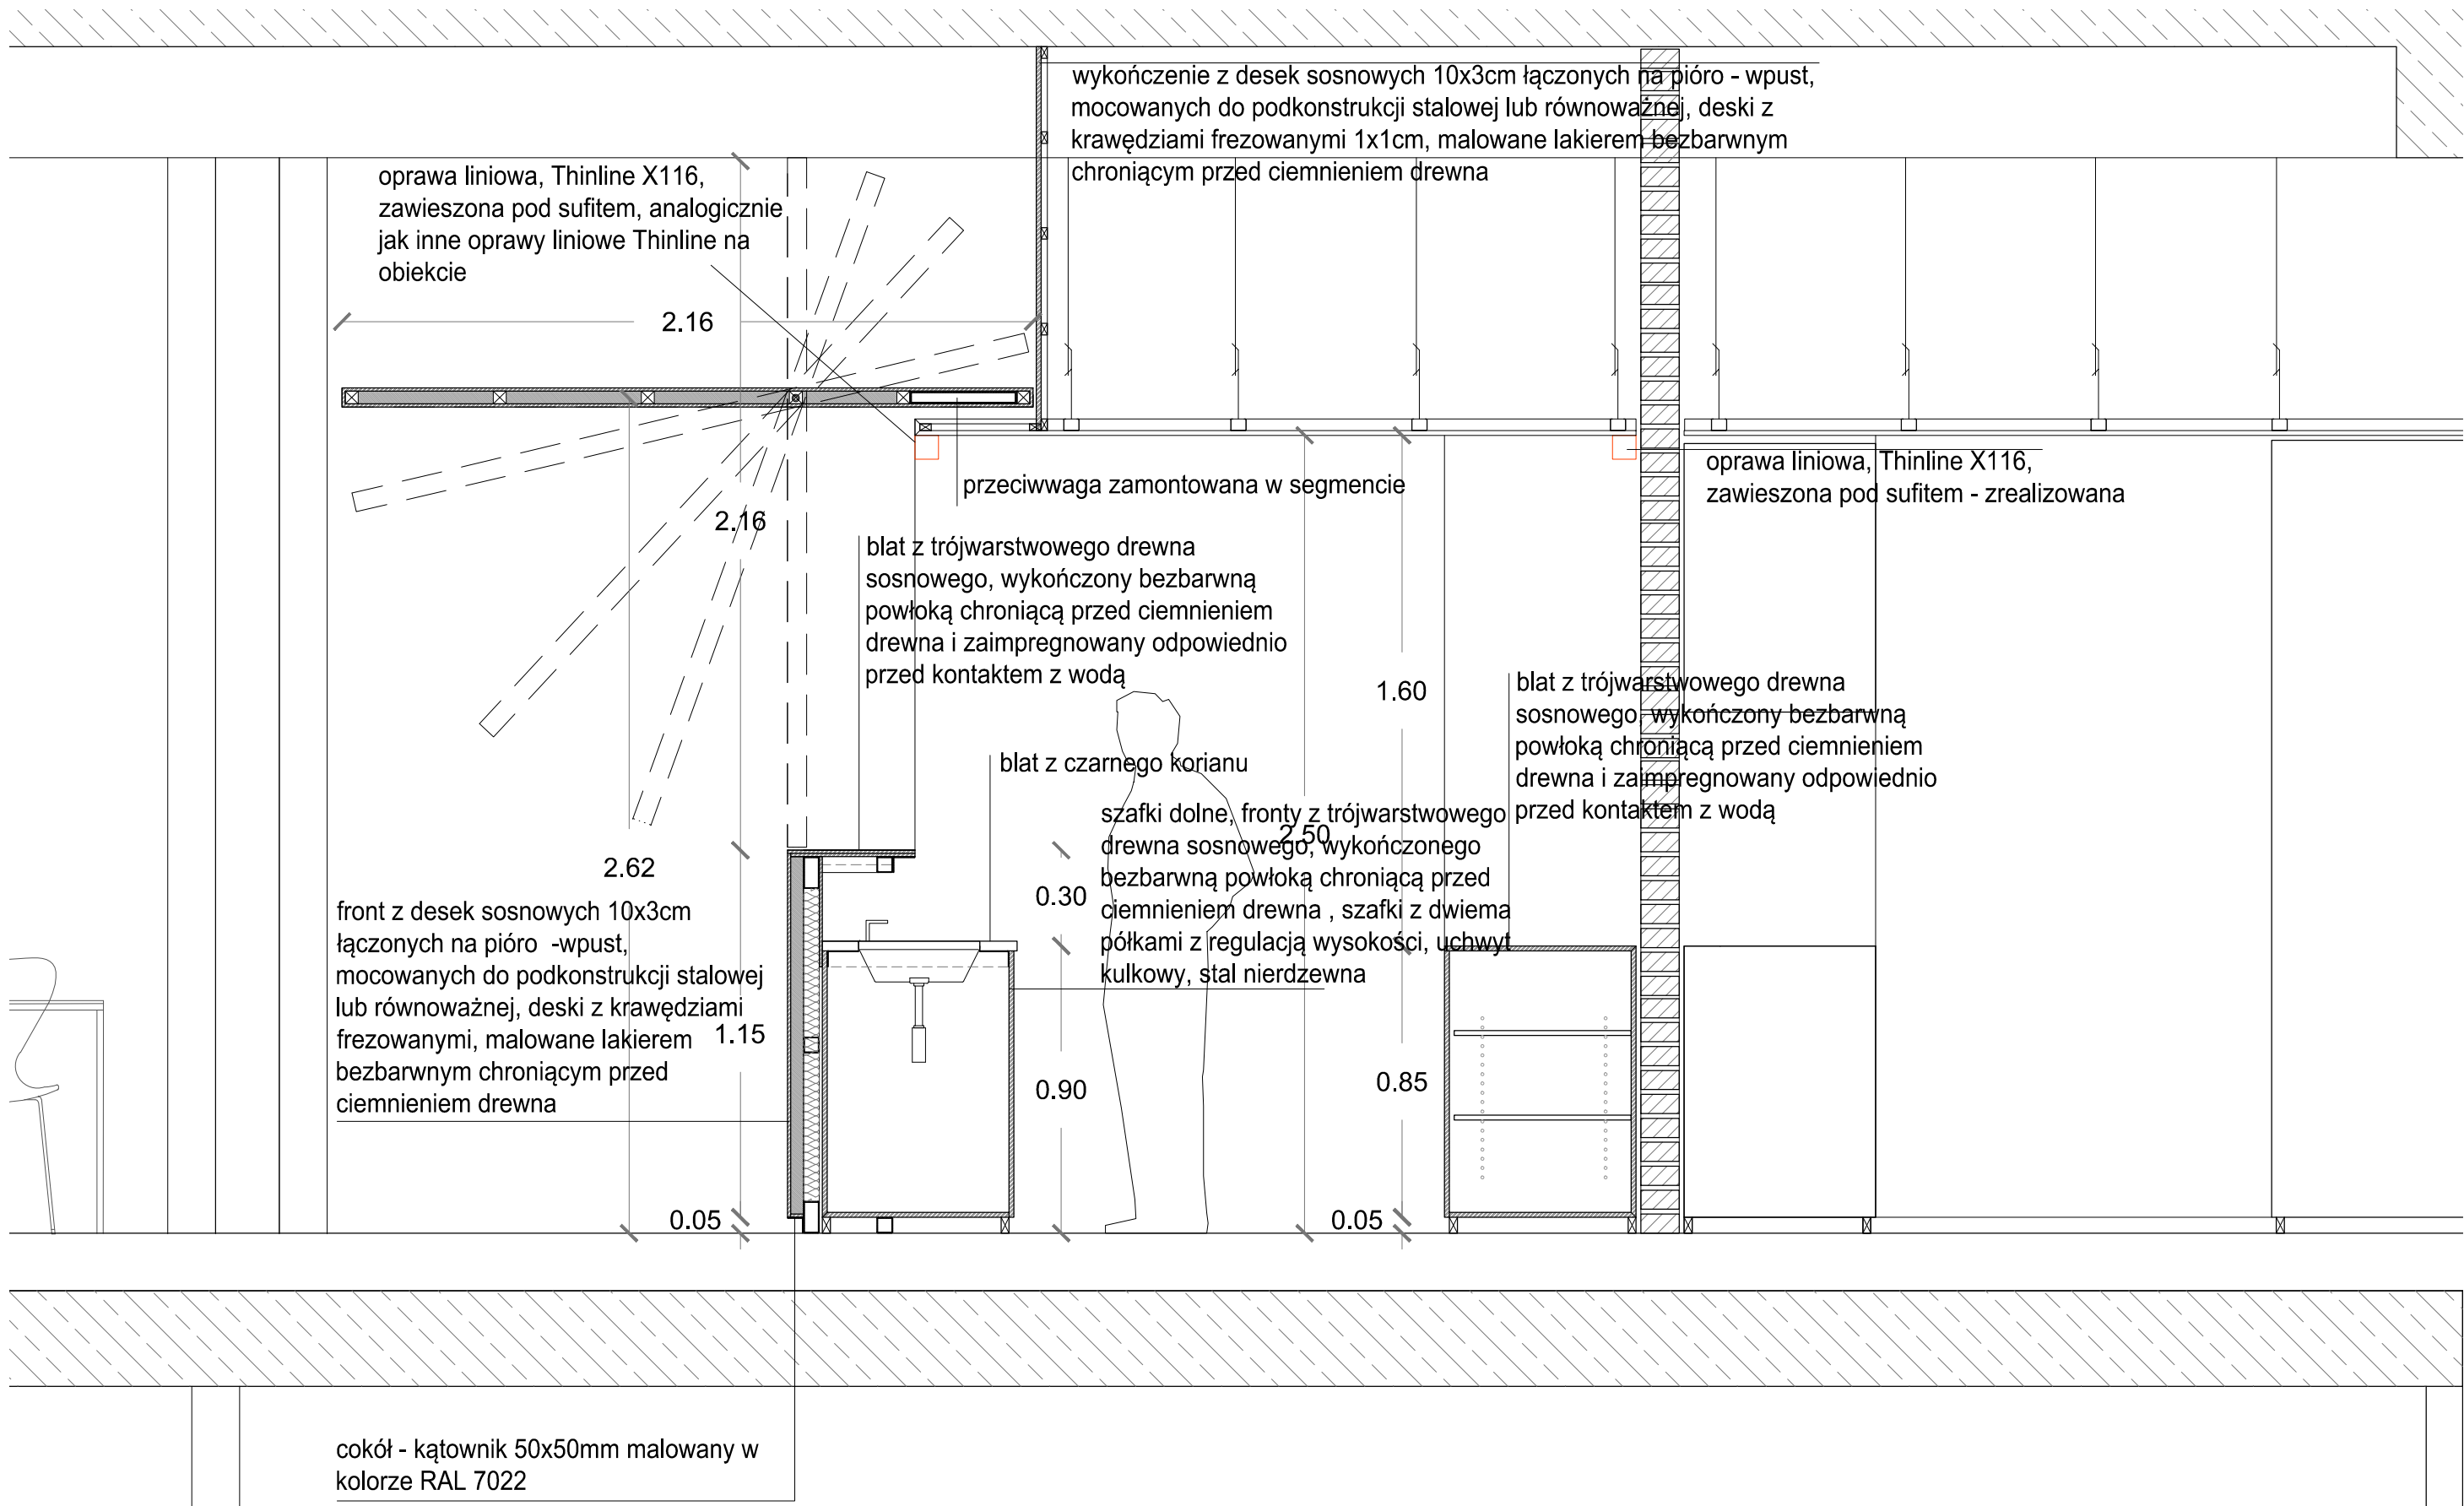 wykończenie z desek sosnowych 10x3cm łączonych na pióro - wpust,
mocowanych do podkonstrukcji stalowej lub równoważnej, deski z
krawędziami frezowanymi 1x1cm, malowane lakierem bezbarwnym
chroniącym przed ciemnieniem drewna
oprawa liniowa, Thinline X116,
zawieszona pod sufitem, analogicznie
jak inne oprawy liniowe Thinline na
obiekcie
2.16
przeciwwaga zamontowana w segmencie
oprawa liniowa, Thinline X116,
zawieszona pod sufitem - zrealizowana
2.16
blat z trójwarstwowego drewna
sosnowego, wykończony bezbarwną
powłoką chroniącą przed ciemnieniem
drewna i zaimpregnowany odpowiednio
przed kontaktem z wodą
1.60
blat z trójwarstwowego drewna
sosnowego, wykończony bezbarwną
powłoką chroniącą przed ciemnieniem
drewna i zaimpregnowany odpowiednio
przed kontaktem z wodą
blat z czarnego korianu
szafki dolne, fronty z trójwarstwowego
drewna sosnowego, wykończonego
bezbarwną powłoką chroniącą przed
ciemnieniem drewna , szafki z dwiema
półkami z regulacją wysokości, uchwyt
kulkowy, stal nierdzewna
2.50
2.62
0.30
front z desek sosnowych 10x3cm
łączonych na pióro -wpust,
mocowanych do podkonstrukcji stalowej
lub równoważnej, deski z krawędziami
frezowanymi, malowane lakierem
bezbarwnym chroniącym przed
ciemnieniem drewna
1.15
0.90
0.85
0.05
0.05
cokół - kątownik 50x50mm malowany w
kolorze RAL 7022